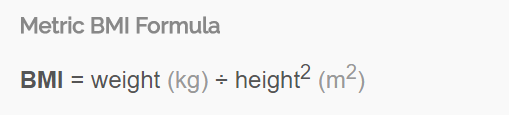 Metric BMI Formula
BMI = weight (kg) ÷ height² (m²)